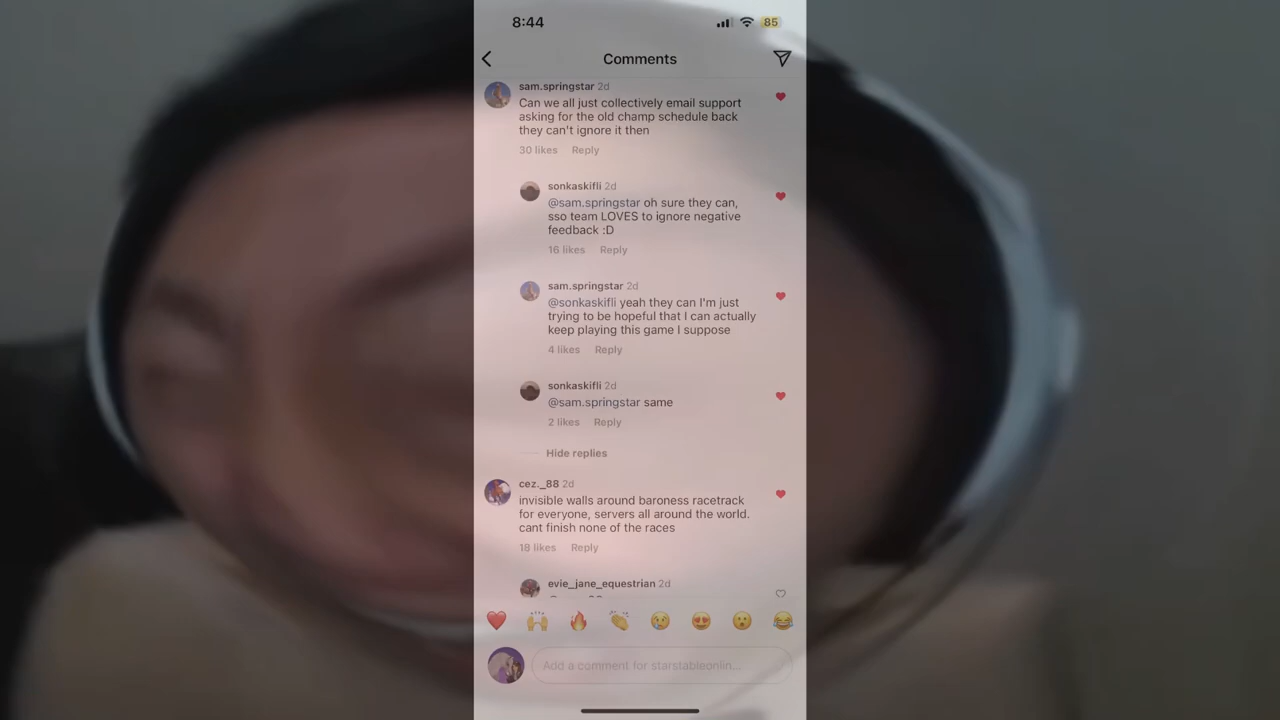 8:44
85
Comments
sam.springstar 2d
Can we all just collectively email support
asking for the old champ schedule back
they can't ignore it then
30 likes Reply
sonkaskifli 2d
@sam.springstar oh sure they can,
sso team LOVES to ignore negative
feedback :D
16 likes Reply
sam.springstar 2d
@sonkaskifli yeah they can I'm just
trying to be hopeful that I can actually
keep playing this game I suppose
4 likes Reply
sonkaskifli 2d
@sam.springstar same
2 likes Reply
Hide replies
cez._88 2d
invisible walls around baroness racetrack
for everyone, servers all around the world.
cant finish none of the races
18 likes Reply
evie_jane_equestrian 2d
Add a comment for starstableonlin...